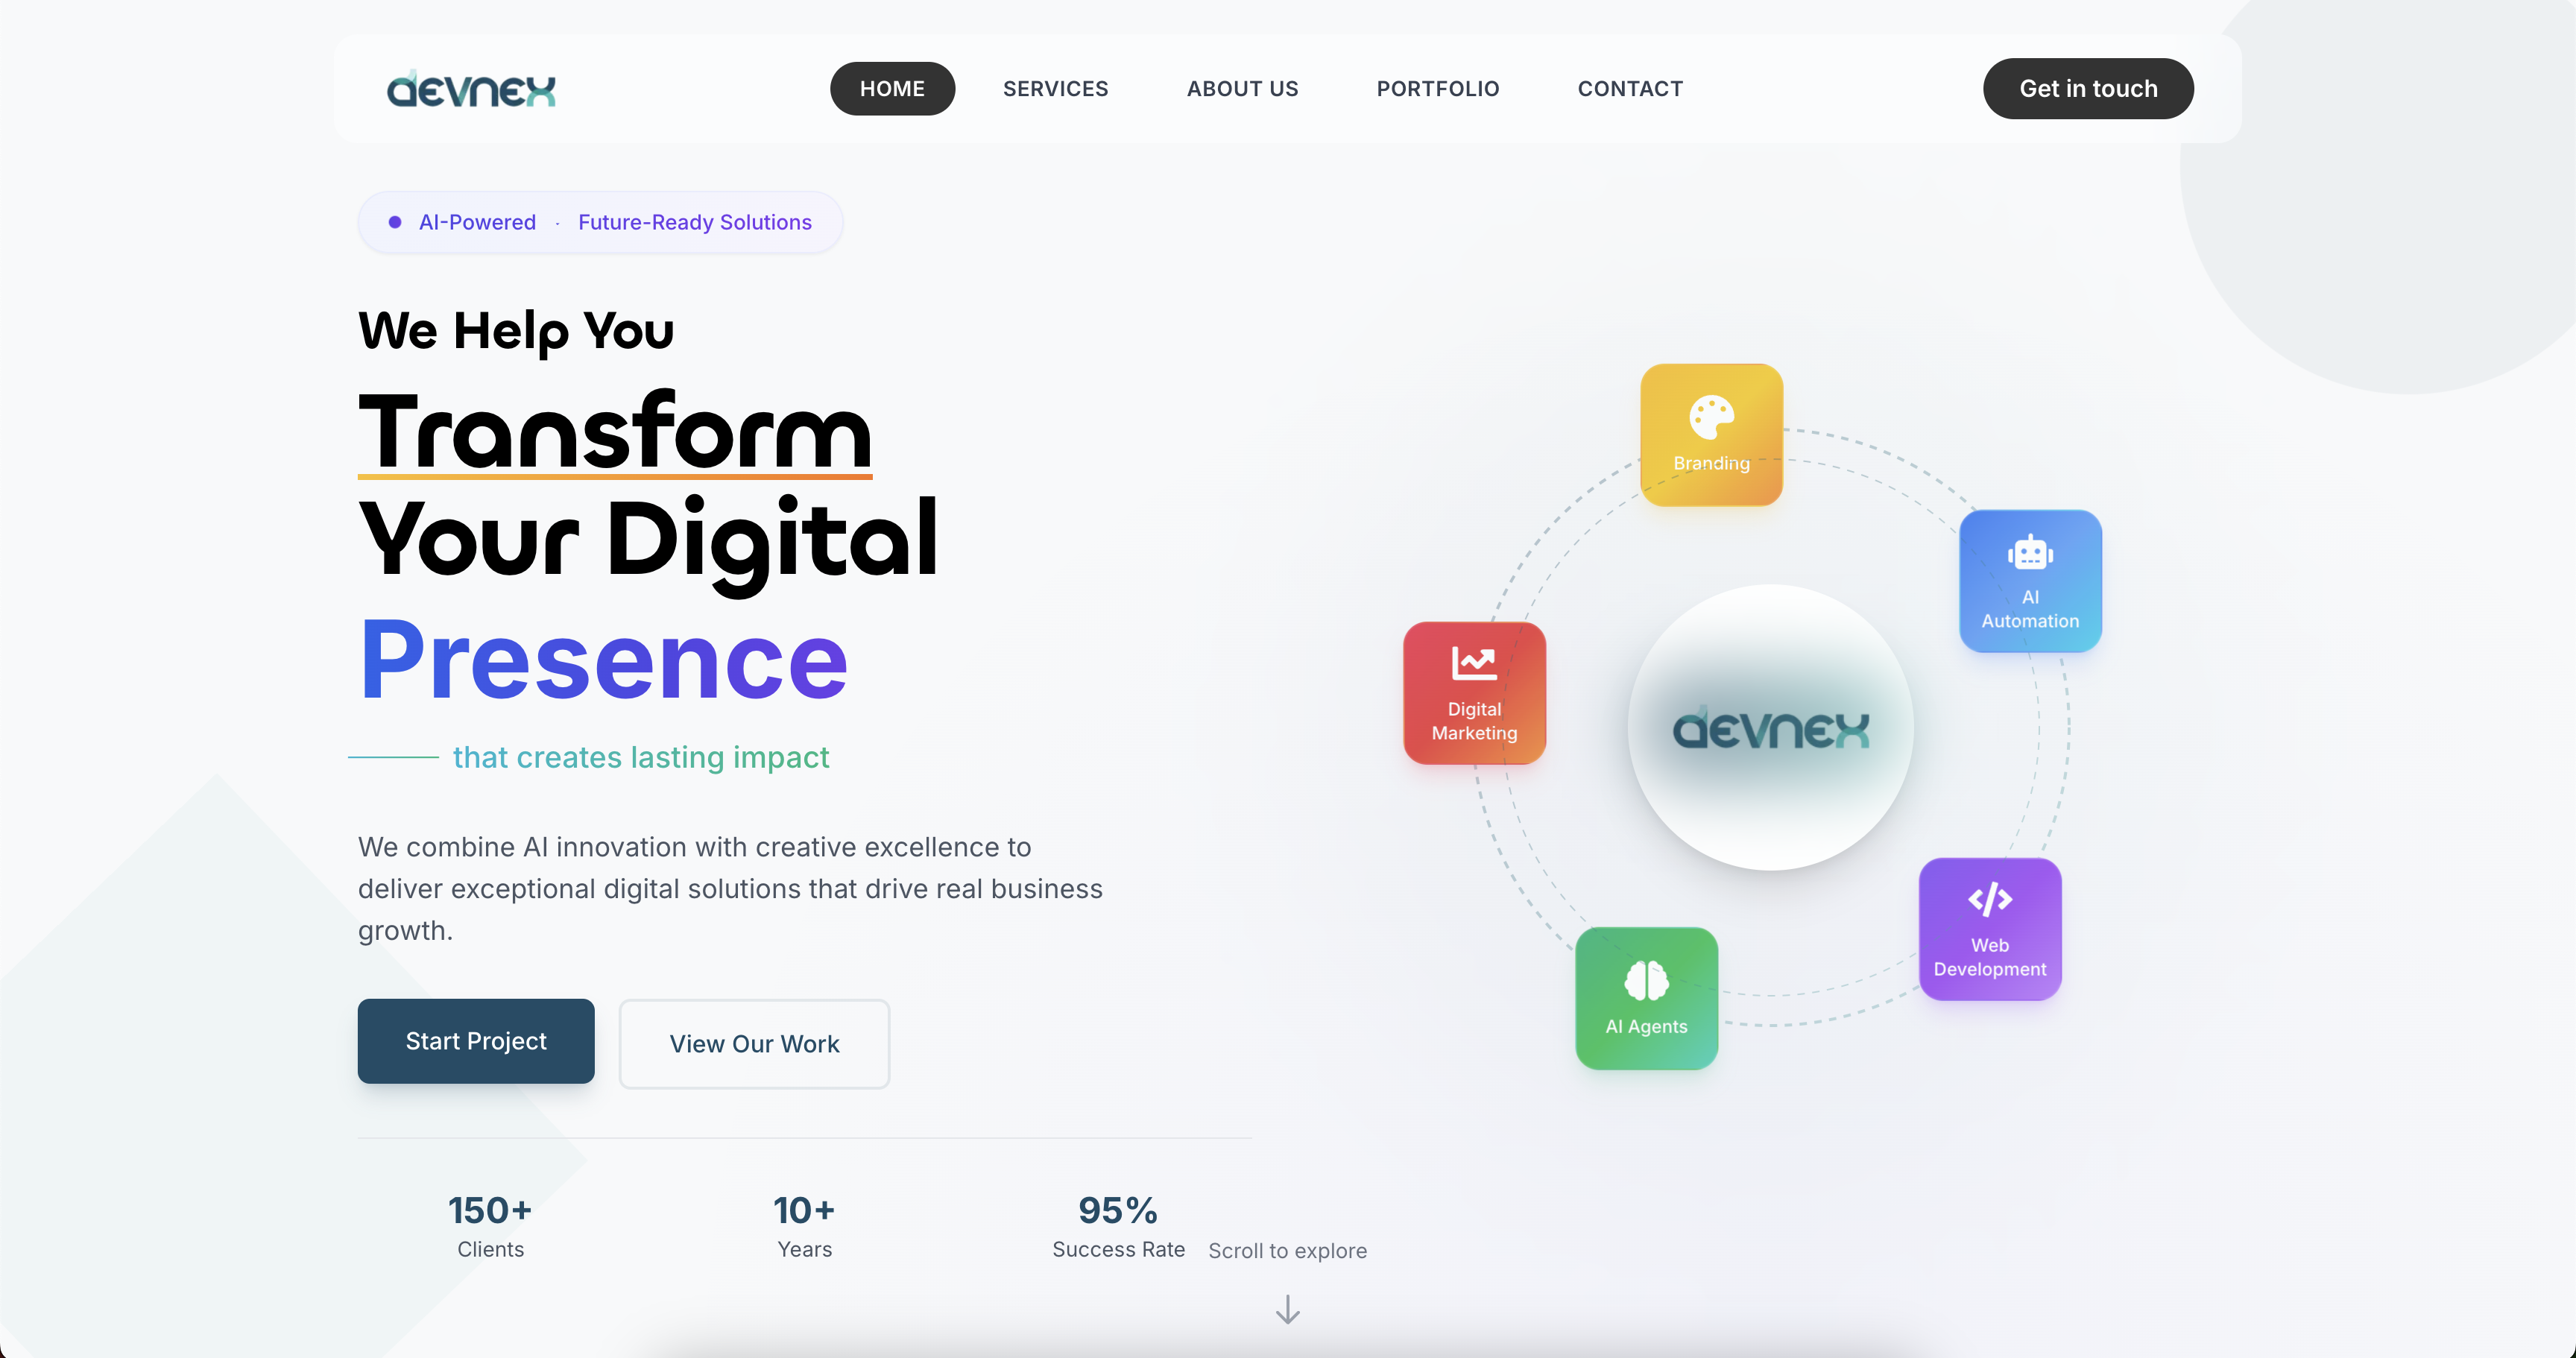 devnex
HOME
SERVICES
ABOUT US
PORTFOLIO
CONTACT
Get in touch
AI-Powered · Future-Ready Solutions
We Help You
Transform
Your Digital
Presence
that creates lasting impact
We combine AI innovation with creative excellence to
deliver exceptional digital solutions that drive real business
growth.
Start Project
View Our Work
150+
Clients
10+
Years
95%
Success Rate
Scroll to explore
Branding
AI
Automation
Digital
Marketing
devnex
Web
Development
AI Agents